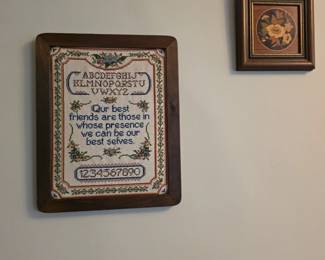 ABCDEFGHIJ
KLMNOPQRSTU
VWXYZ
Our best
friends are those in
whose presence
we can be our
best selves.
1234567890